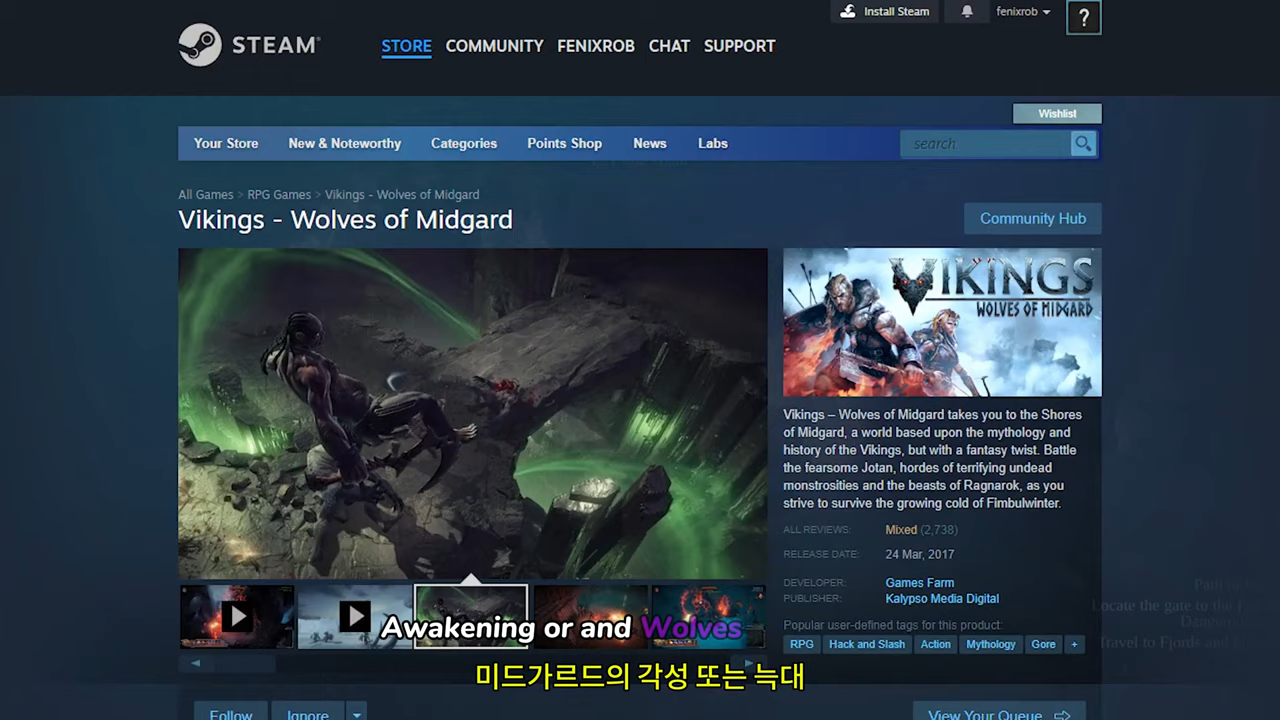 Install Steam
fenixrob
?
STEAM®
STORE COMMUNITY FENIXROB CHAT SUPPORT
Wishlist
Your Store New & Noteworthy Categories Points Shop News Labs
search
All Games > RPG Games > Vikings - Wolves of Midgard
Vikings - Wolves of Midgard
Community Hub
VIKINGS
WOLVES OF MIDGARD
Vikings – Wolves of Midgard takes you to the Shores
of Midgard, a world based upon the mythology and
history of the Vikings, but with a fantasy twist. Battle
the fearsome Jotan, hordes of terrifying undead
monstrosities and the beasts of Ragnarok, as you
strive to survive the growing cold of Fimbulwinter.
ALL REVIEWS: Mixed (2,738)
RELEASE DATE: 24 Mar, 2017
DEVELOPER: Games Farm
PUBLISHER: Kalypso Media Digital
Popular user-defined tags for this product:
RPG Hack and Slash Action Mythology Gore +
Locate the gate to the
Travel to Fjords and
Awakening or and Wolves
미드가르드의 각성 또는 늑대
Follow Ignore
View Your Queue